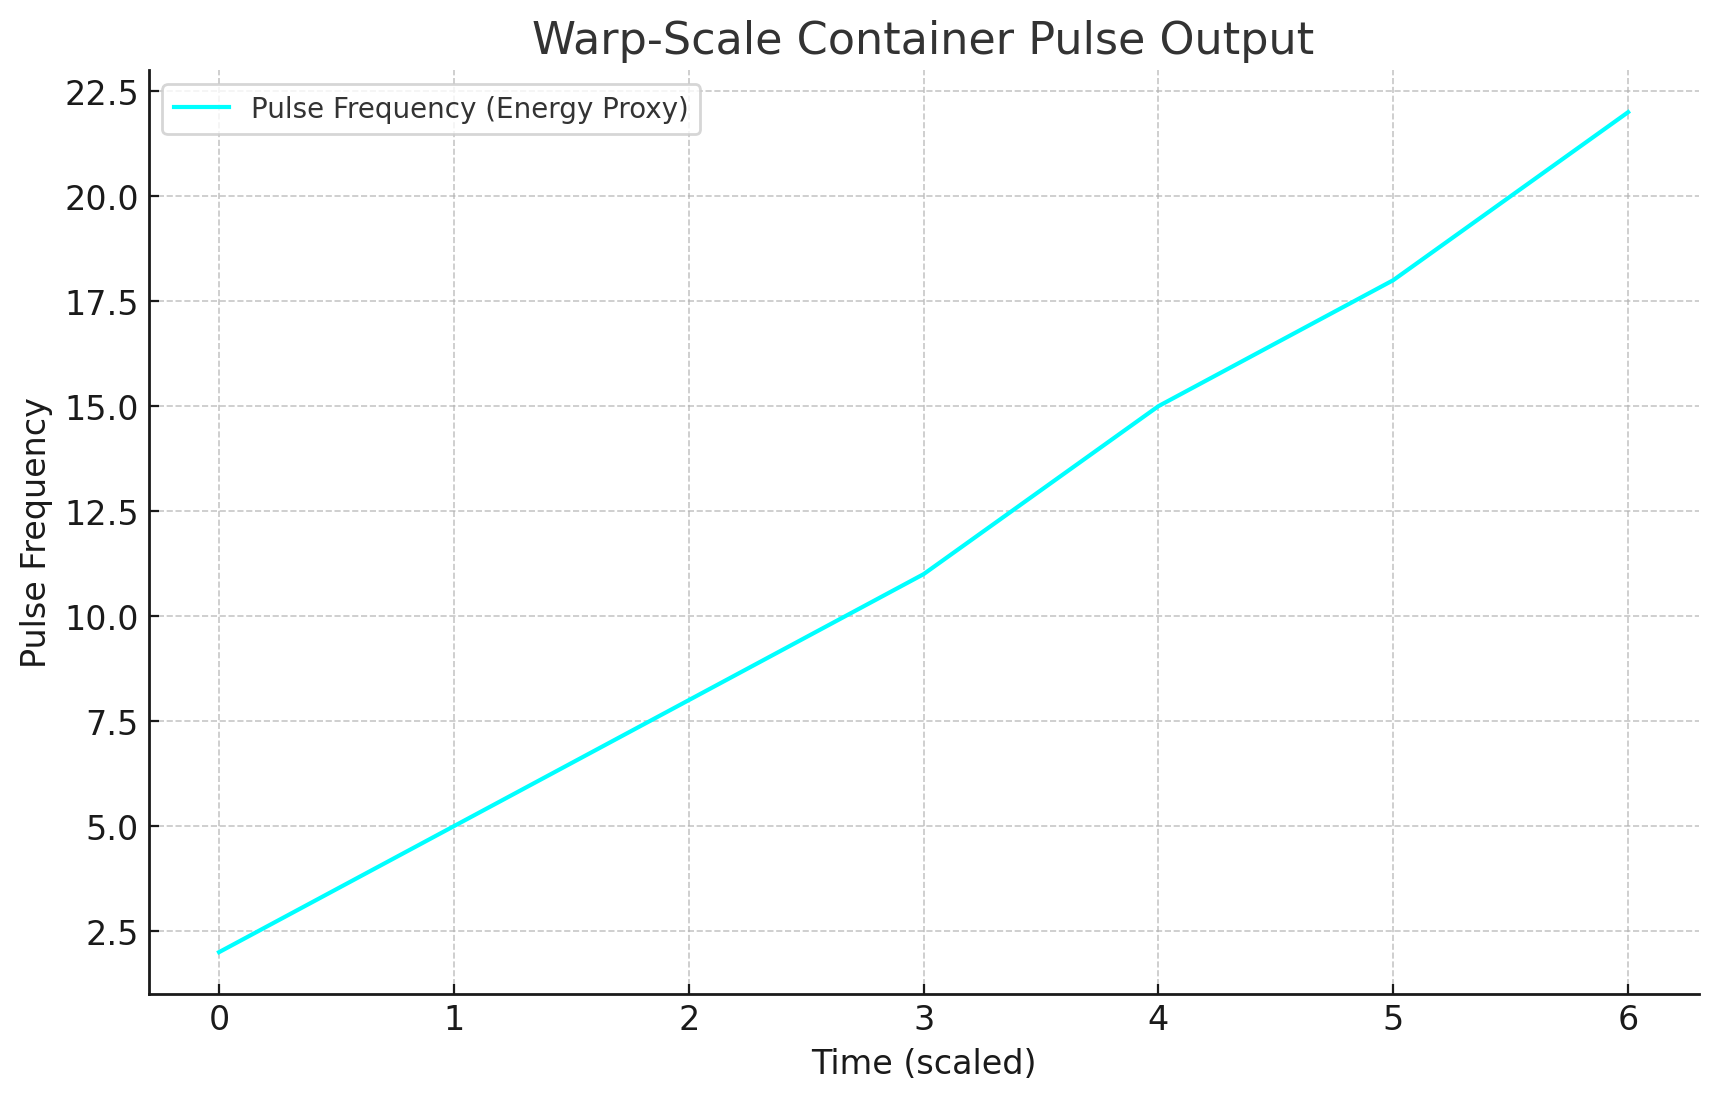 Warp-Scale Container Pulse Output
Pulse Frequency (Energy Proxy)
Pulse Frequency
22.5
20.0
17.5
15.0
12.5
10.0
7.5
5.0
2.5
0 1 2 3 4 5 6
Time (scaled)